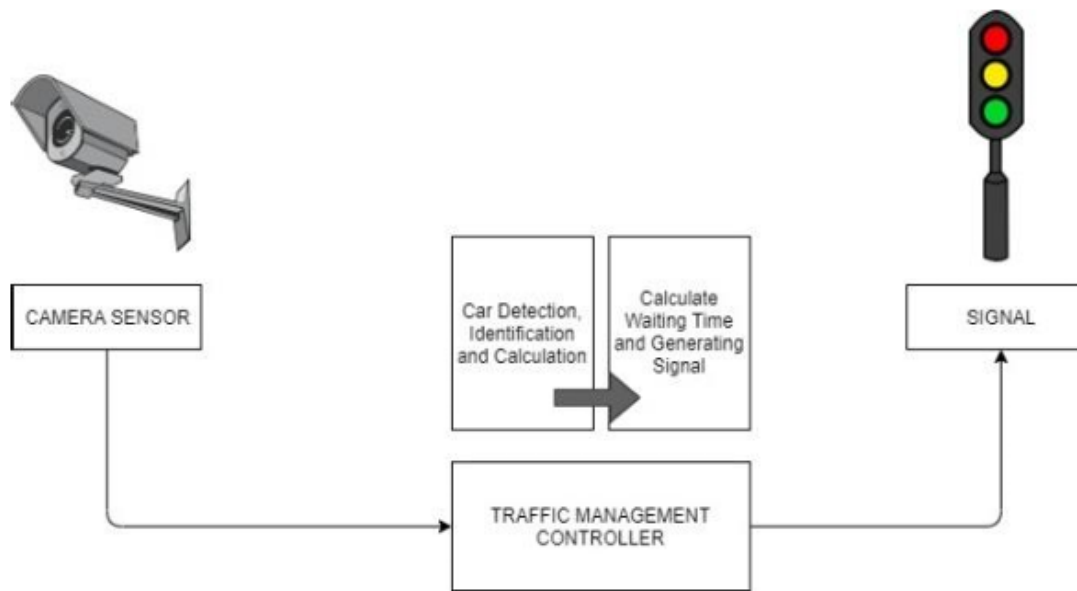 CAMERA SENSOR
Car Detection,
Identification
and Calculation
Calculate
Waiting Time
and Generating
Signal
SIGNAL
TRAFFIC MANAGEMENT
CONTROLLER